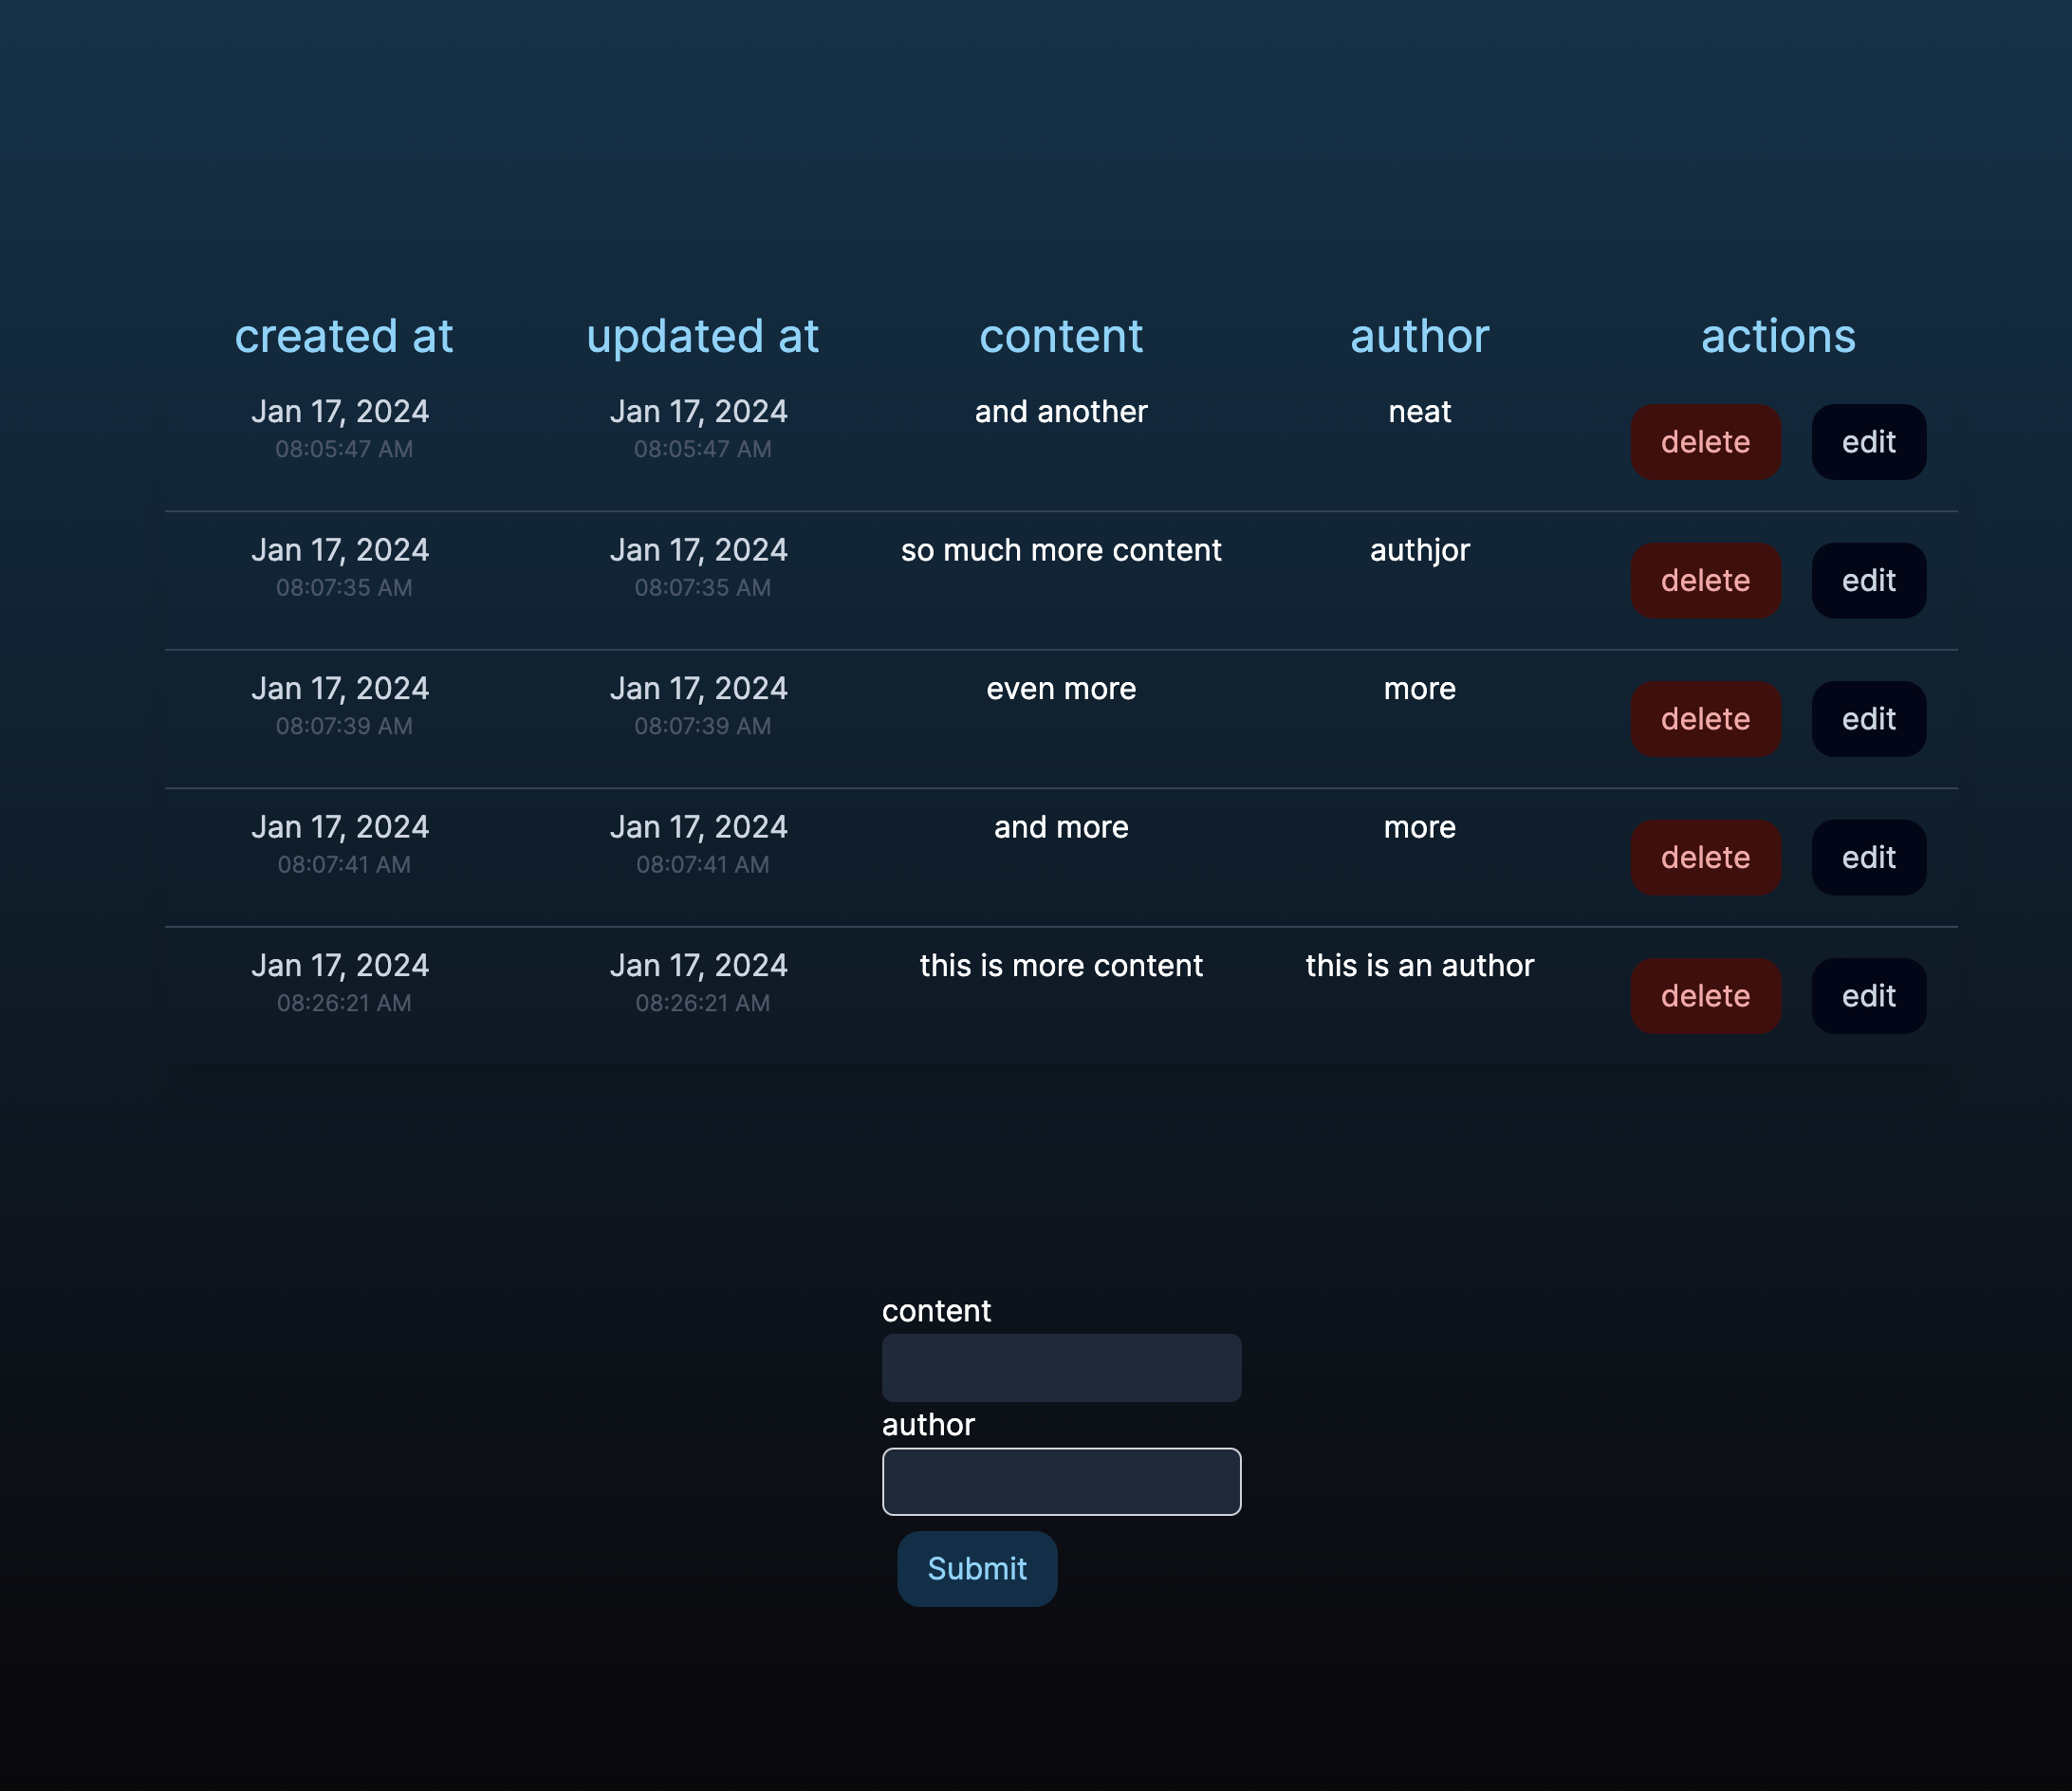 created at updated at content author actions
Jan 17, 2024 Jan 17, 2024 and another neat
08:05:47 AM 08:05:47 AM delete edit
Jan 17, 2024 Jan 17, 2024 so much more content authjor
08:07:35 AM 08:07:35 AM delete edit
Jan 17, 2024 Jan 17, 2024 even more more
08:07:39 AM 08:07:39 AM delete edit
Jan 17, 2024 Jan 17, 2024 and more more
08:07:41 AM 08:07:41 AM delete edit
Jan 17, 2024 Jan 17, 2024 this is more content this is an author
08:26:21 AM 08:26:21 AM delete edit
content
author
Submit